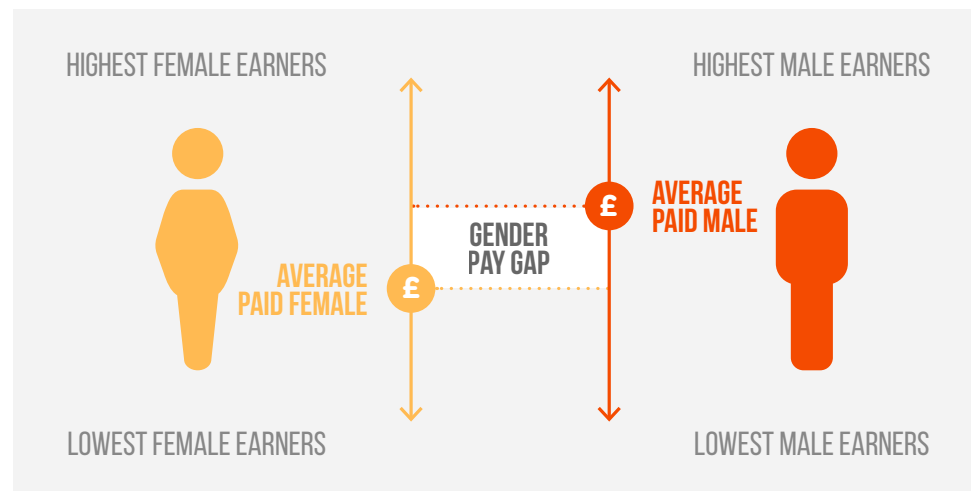 HIGHEST FEMALE EARNERS
HIGHEST MALE EARNERS
£
AVERAGE
PAID MALE
GENDER
PAY GAP
AVERAGE
PAID FEMALE
£
LOWEST FEMALE EARNERS
LOWEST MALE EARNERS